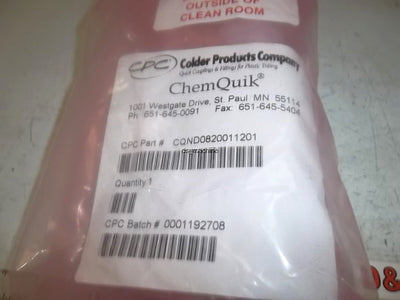 OUTSIDE OF
CLEAN ROOM
CPC Colder Products Company
Quick Couplings & Fittings for Plastic Tubing
ChemQuik®
1001 Westgate Drive, St. Paul MN 55114
Ph: 651-645-0091 Fax: 651-645-5404
CPC Part # CQND0820011201
Quantity 1
CPC Batch # 0001192708